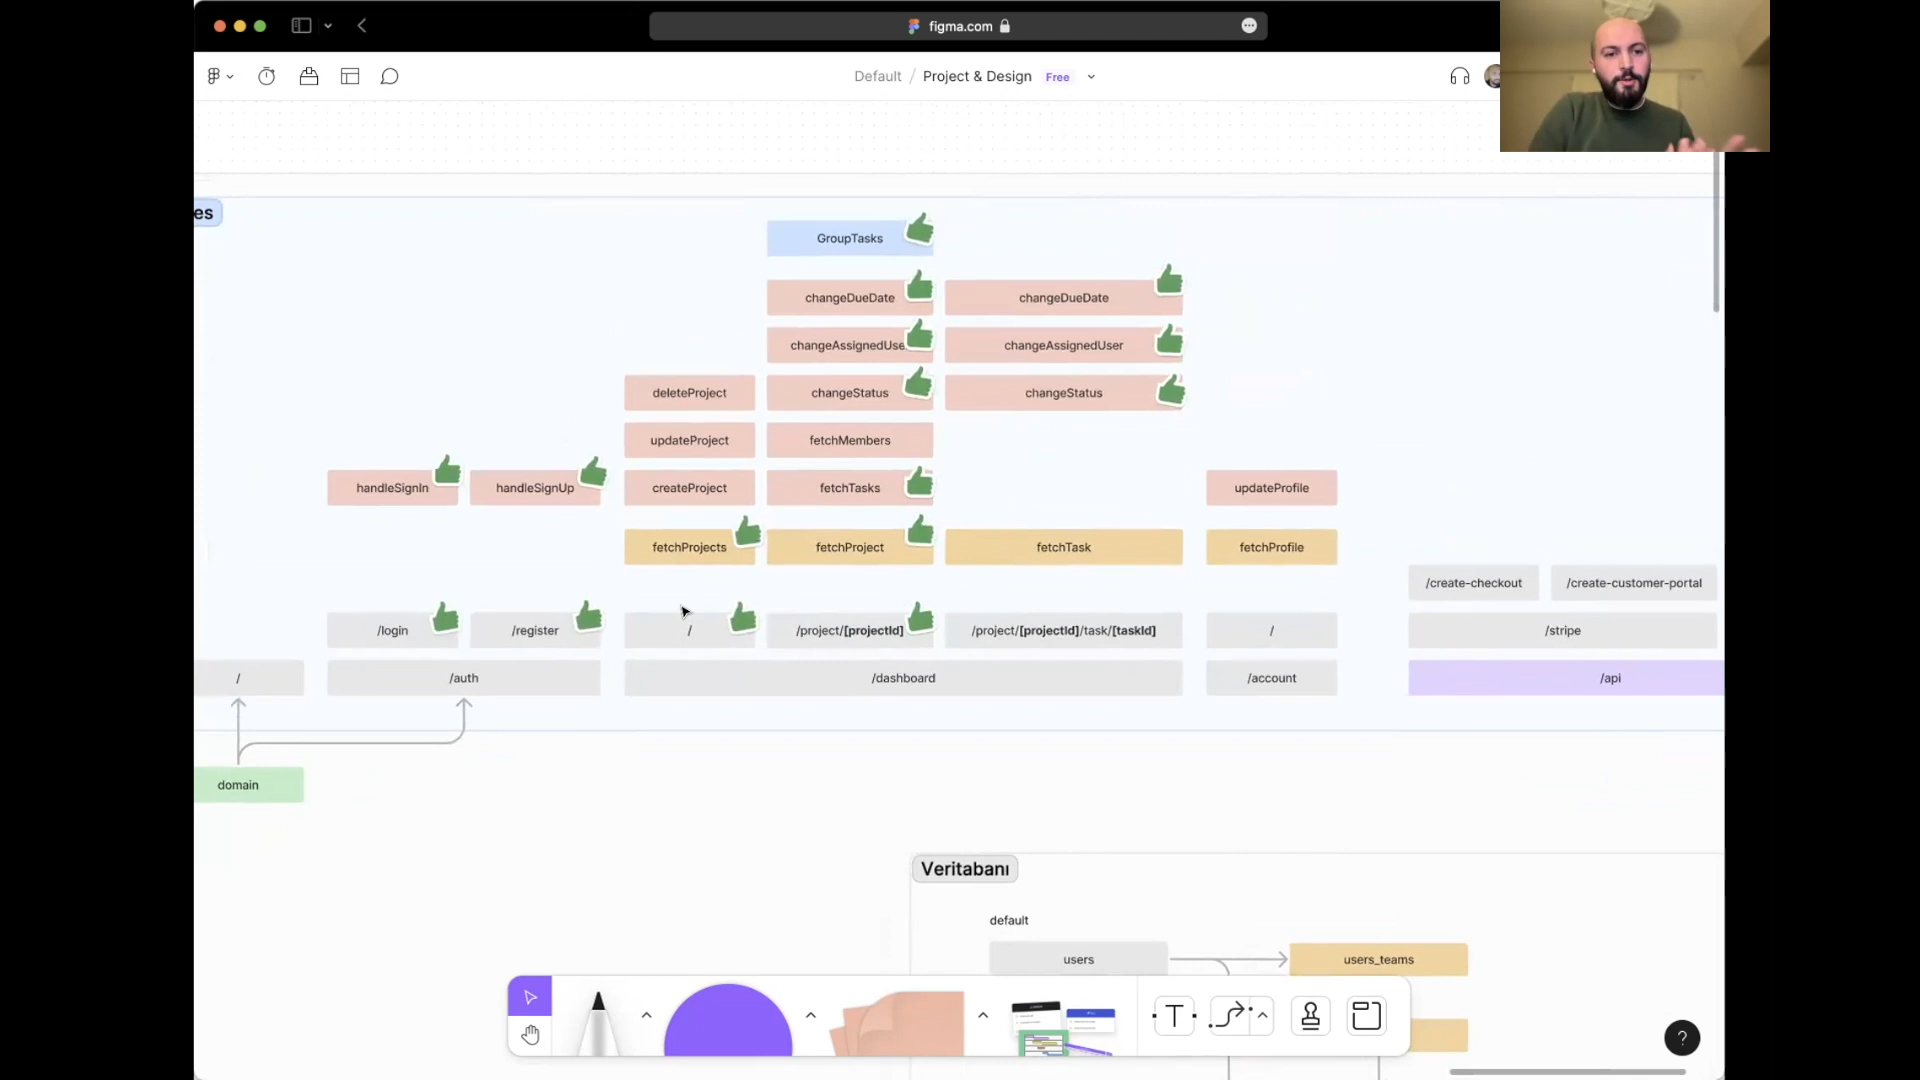 figma.com
Default / Project & Design Free
es
GroupTasks
changeDueDate changeDueDate
changeAssignedUse changeAssignedUser
deleteProject changeStatus changeStatus
updateProject fetchMembers
handleSignIn handleSignUp createProject fetchTasks updateProfile
fetchProjects fetchProject fetchTask fetchProfile
/create-checkout /create-customer-portal
/login /register / /project/[projectId] /project/[projectId]/task/[taskId] / /stripe
/ /auth /dashboard /account /api
domain
Veritabanı
default
users users_teams
T
?